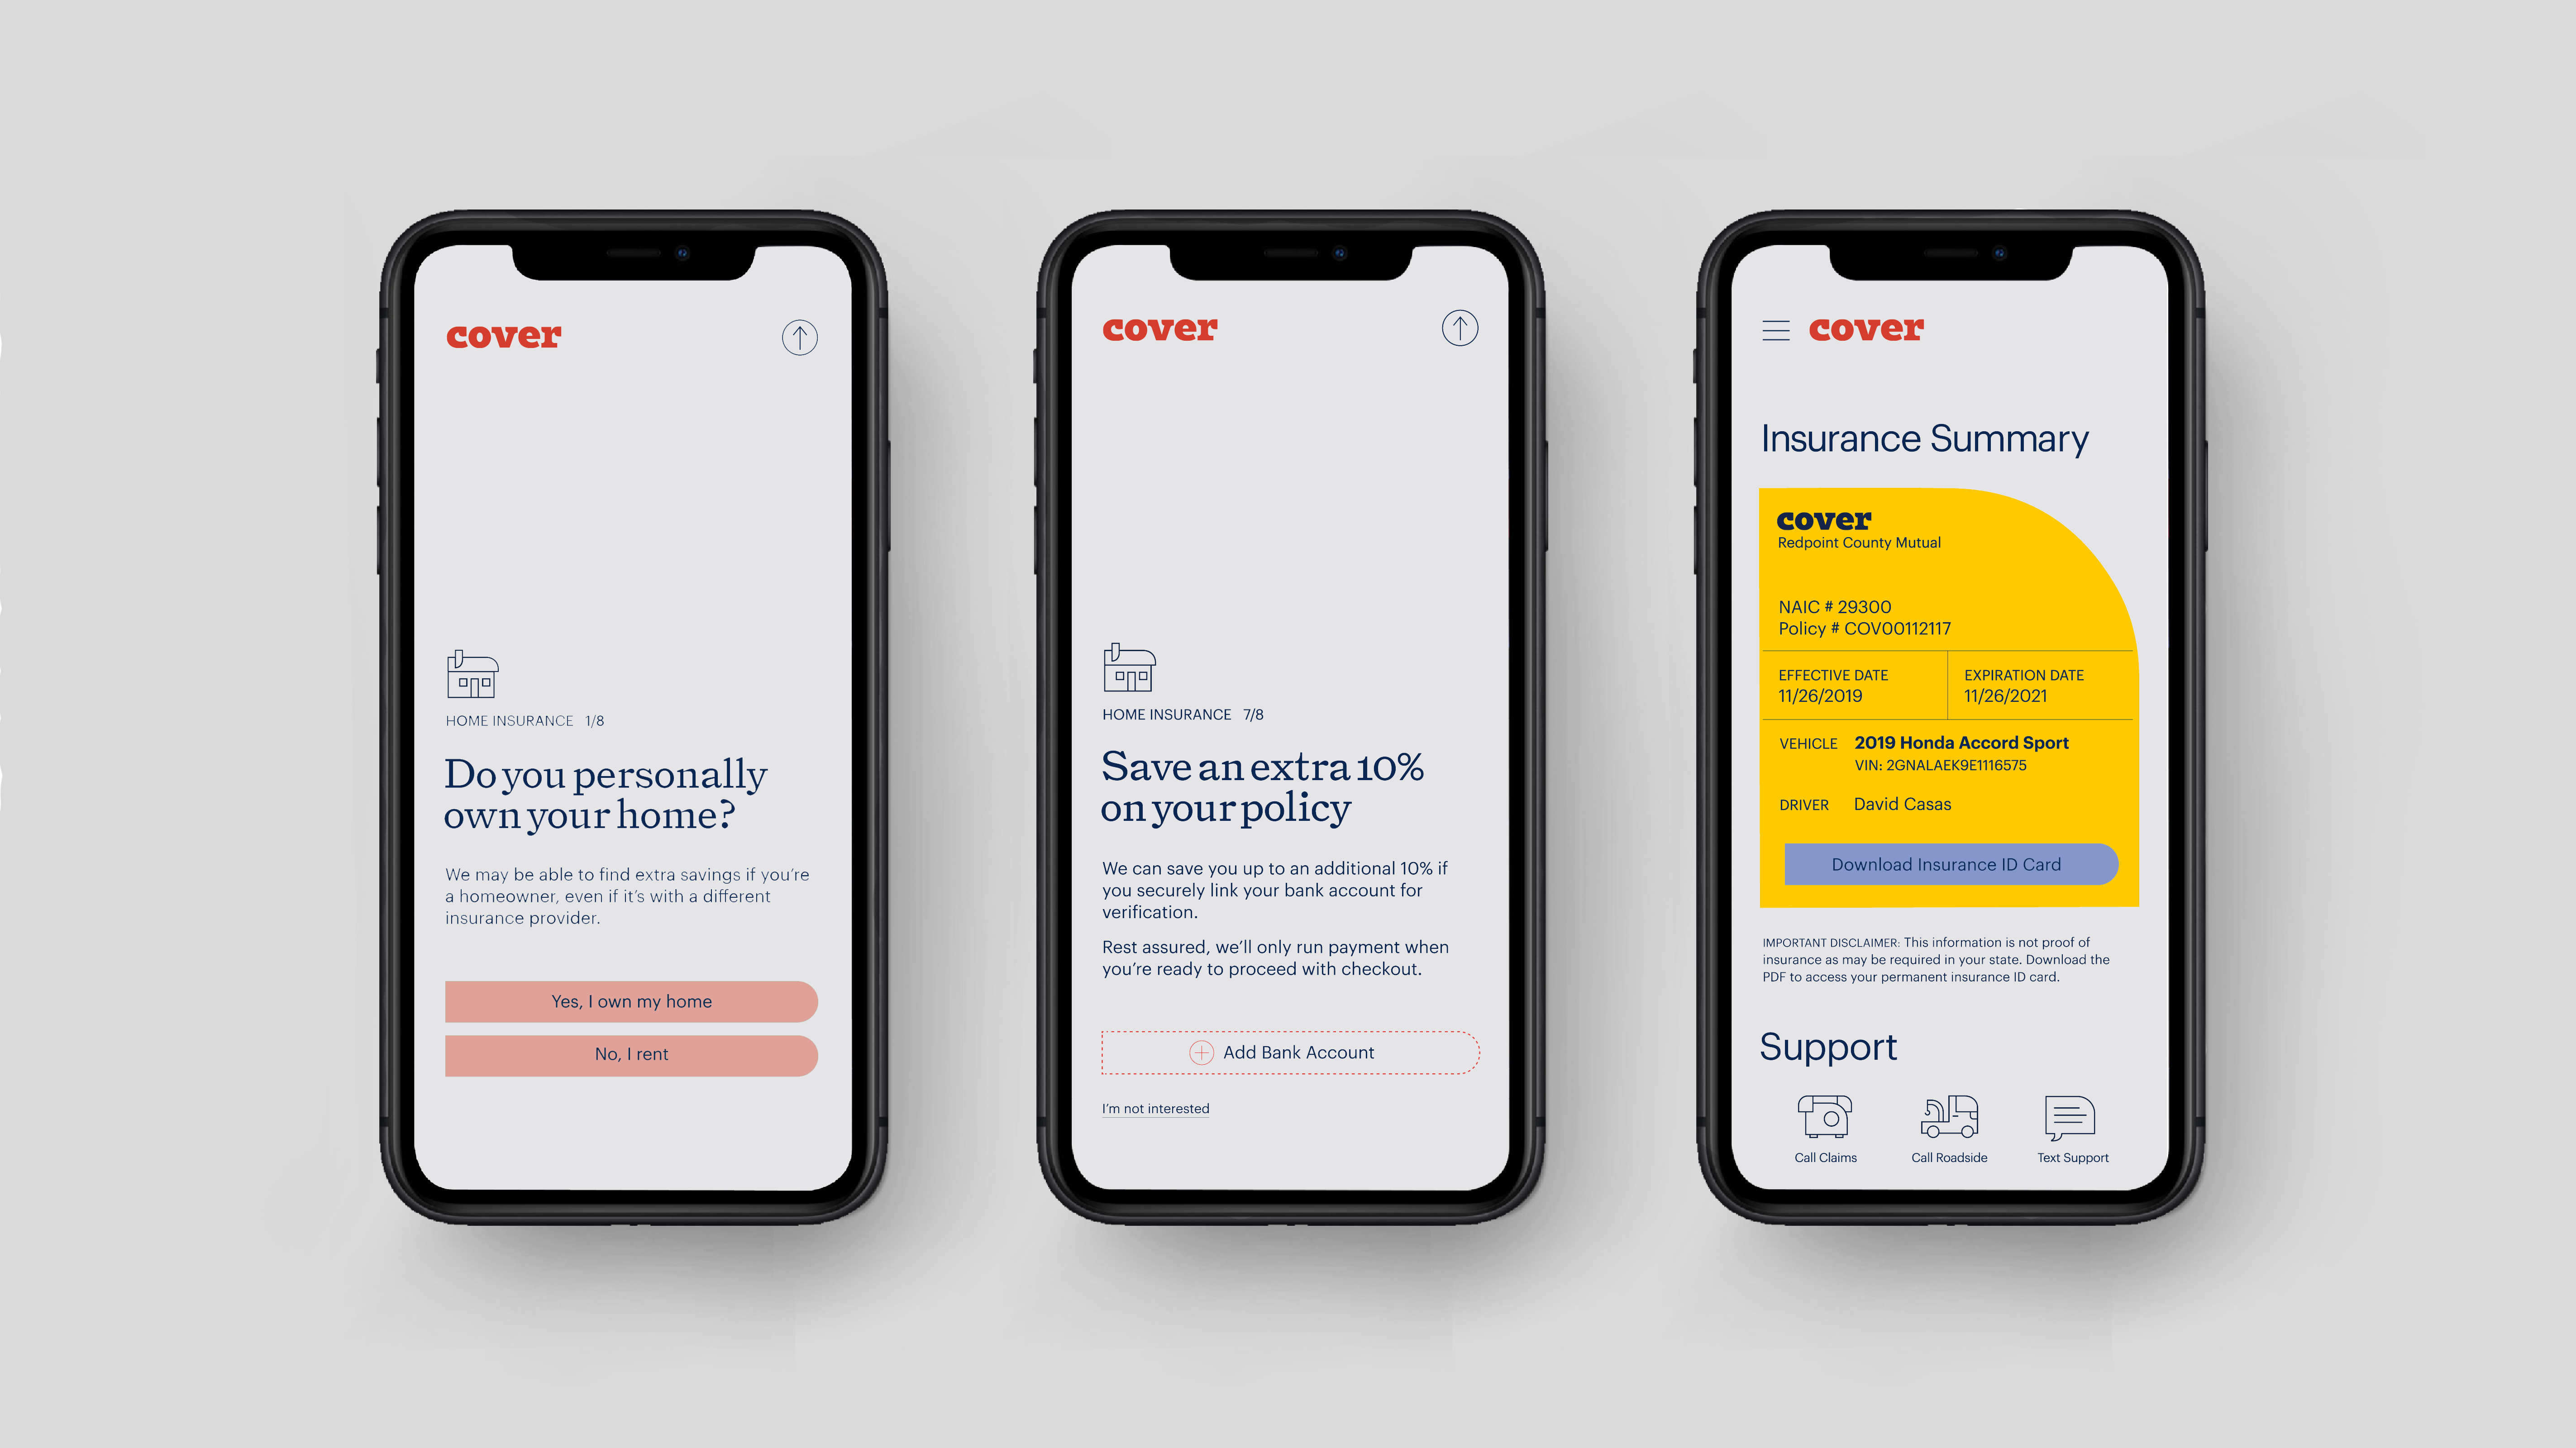 cover
HOME INSURANCE 1/8
Do you personally
own your home?
We may be able to find extra savings if you're
a homeowner, even if it's with a different
insurance provider.
Yes, I own my home
No, I rent
cover
HOME INSURANCE 7/8
Save an extra 10%
on your policy
We can save you up to an additional 10% if
you securely link your bank account for
verification.
Rest assured, we'll only run payment when
you're ready to proceed with checkout.
Add Bank Account
I'm not interested
cover
Insurance Summary
cover
Redpoint County Mutual
NAIC # 29300
Policy # COV00112117
EFFECTIVE DATE
11/26/2019
EXPIRATION DATE
11/26/2021
VEHICLE 2019 Honda Accord Sport
VIN: 2GNALAEK9E1116575
DRIVER David Casas
Download Insurance ID Card
IMPORTANT DISCLAIMER: This information is not proof of
insurance as may be required in your state. Download the
PDF to access your permanent insurance ID card.
Support
Call Claims
Call Roadside
Text Support